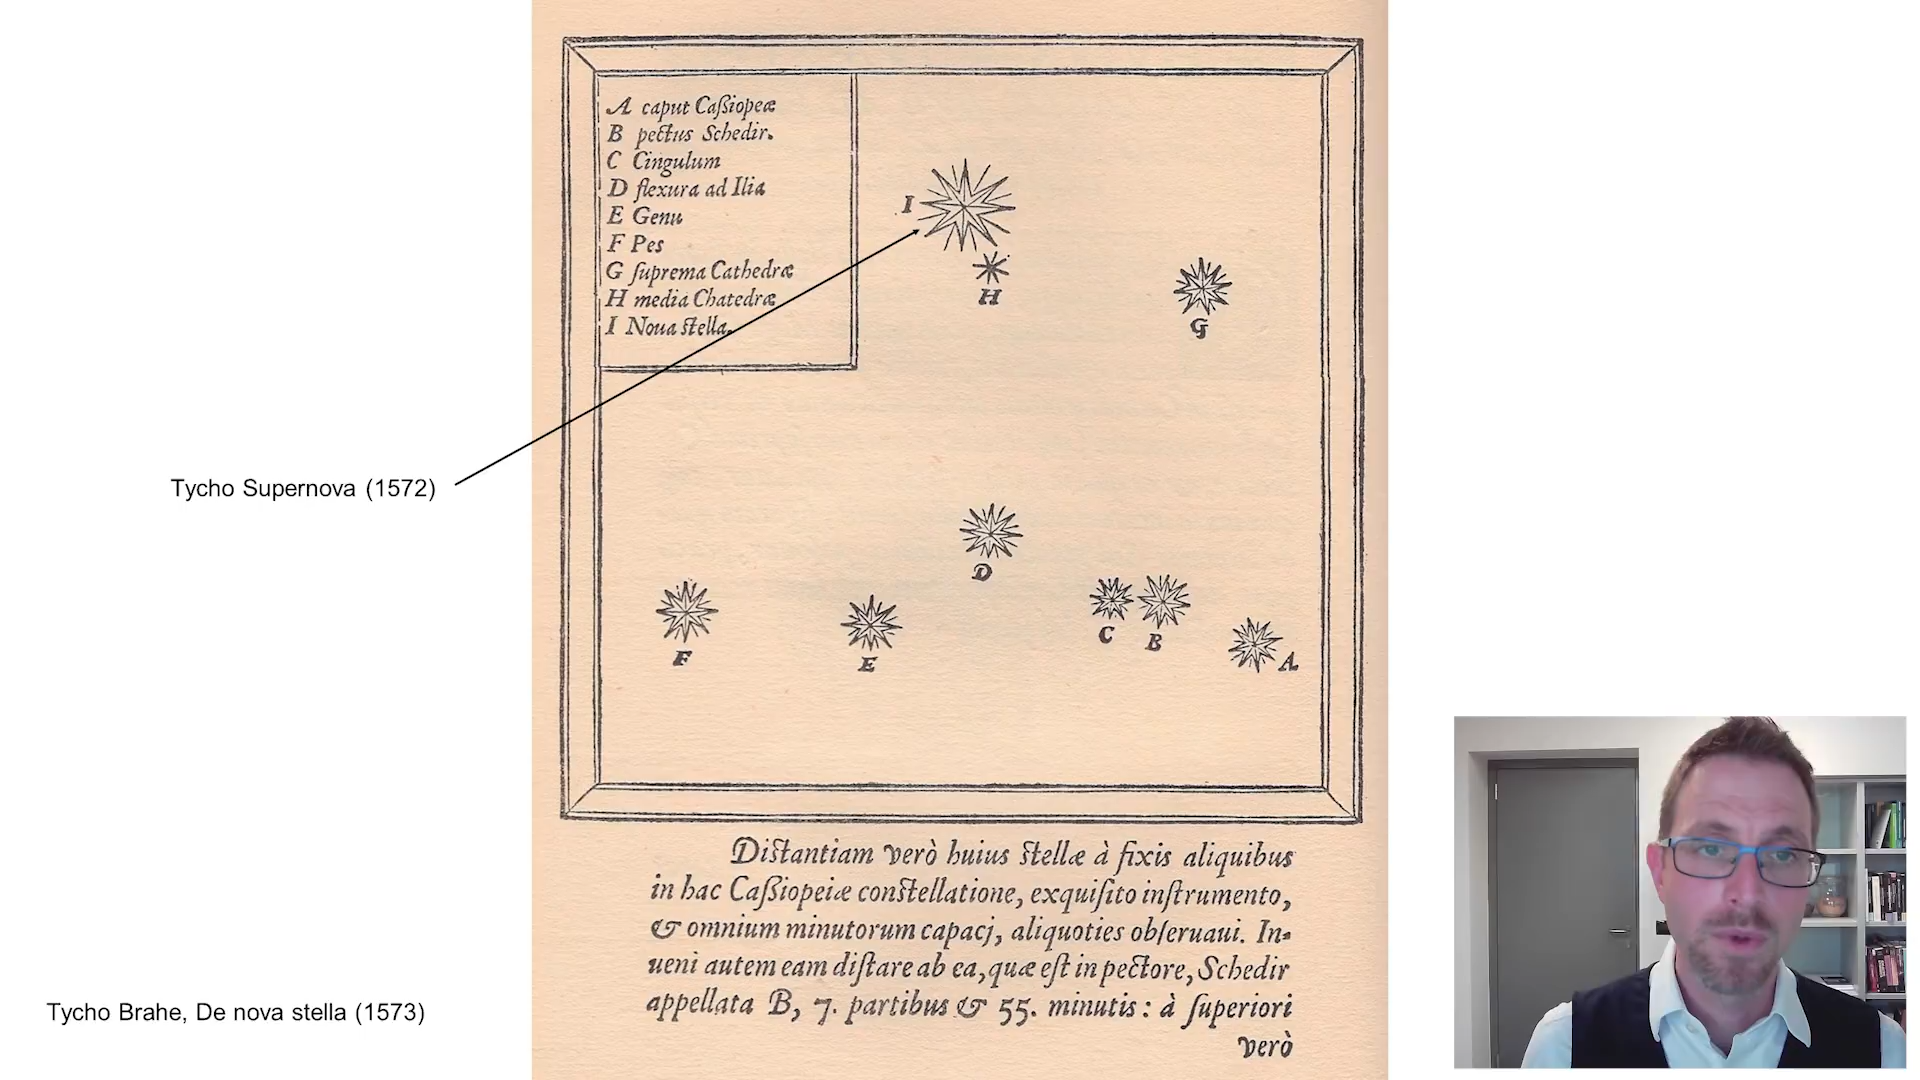 A caput Caſsiopeæ
B pectus Schedir.
C Cingulum
D flexura ad Ilia
E Genu
F Pes
G ſuprema Cathedræ
H media Chatedræ
I Noua stella.
I
H
G
D
F
E
C
B
A
Tycho Supernova (1572)
Distantiam verò huius stellæ à fixis aliquibus
in hac Caſsiopeiæ constellatione, exquiſito inſtrumento,
& omnium minutorum capacj, aliquoties obſeruaui. In-
ueni autem eam diſtare ab ea, quæ eſt in pectore, Schedir
appellata B, 7. partibus & 55. minutis: à ſuperiori
verò
Tycho Brahe, De nova stella (1573)